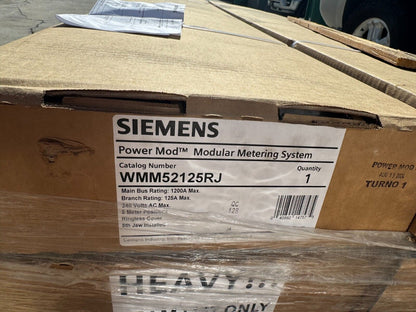 SIEMENS
Power Mod™ Modular Metering System
Catalog Number
Quantity
WMM52125RJ
1
Main Bus Rating: 1200A Max.
Branch Rating: 125A Max.
240 Volts AC Max.
5 Meter Positions
Ringless Cover
5th Jaw Installed
QC
125
POWER MOD
TURNO 1
HEAVY!!!
ONLY